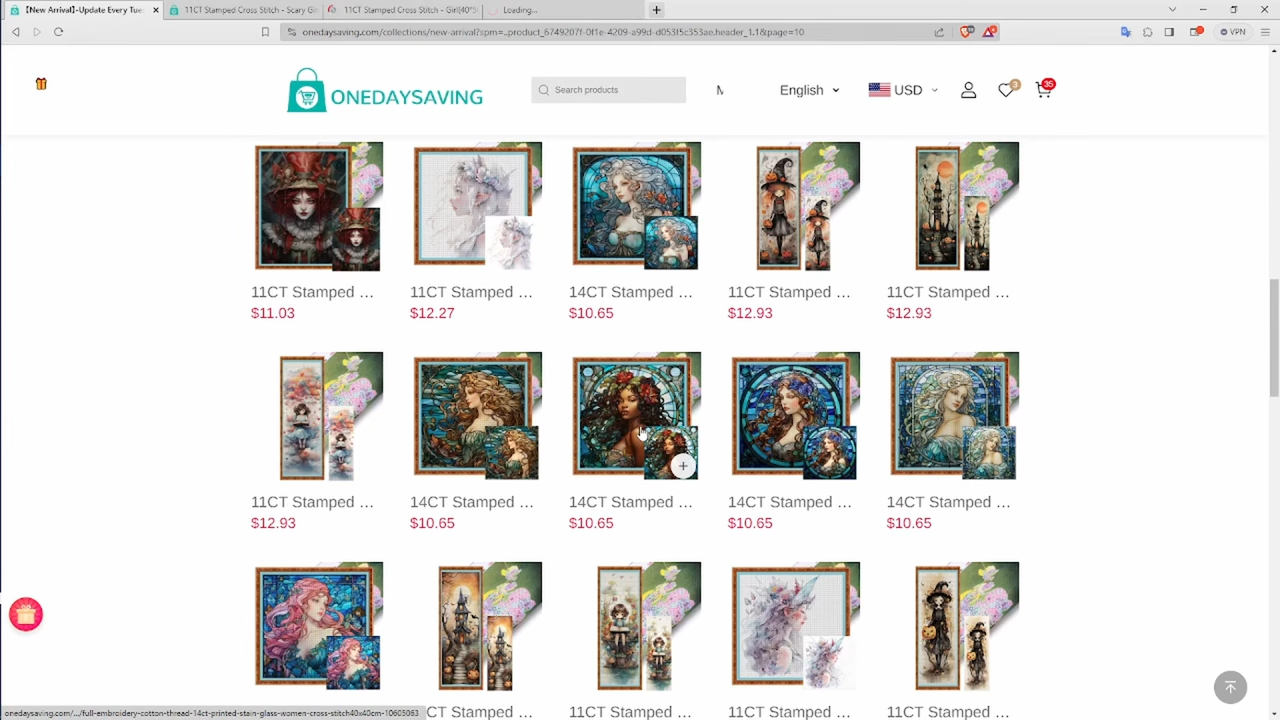 【New Arrival】-Update Every Tue
11CT Stamped Cross Stitch - Scary Gir
11CT Stamped Cross Stitch - Girl(40*5
Loading...
onedaysaving.com/collections/new-arrival?spm=..product_6749207f-0f1e-4209-a99d-d053f5c353ae.header_1.1&page=10
VPN
ONEDAYSAVING
Search products
M
English
USD
3
35
11CT Stamped ...
11CT Stamped ...
14CT Stamped ...
11CT Stamped ...
11CT Stamped ...
$11.03
$12.27
$10.65
$12.93
$12.93
11CT Stamped ...
14CT Stamped ...
14CT Stamped ...
14CT Stamped ...
14CT Stamped ...
$12.93
$10.65
$10.65
$10.65
$10.65
CT Stamped ...
11CT Stamped ...
11CT Stamped ...
11CT Stamped ...
onedaysaving.com/.../full-embroidery-cotton-thread-14ct-printed-stain-glass-women-cross-stitch40x40cm-10605063